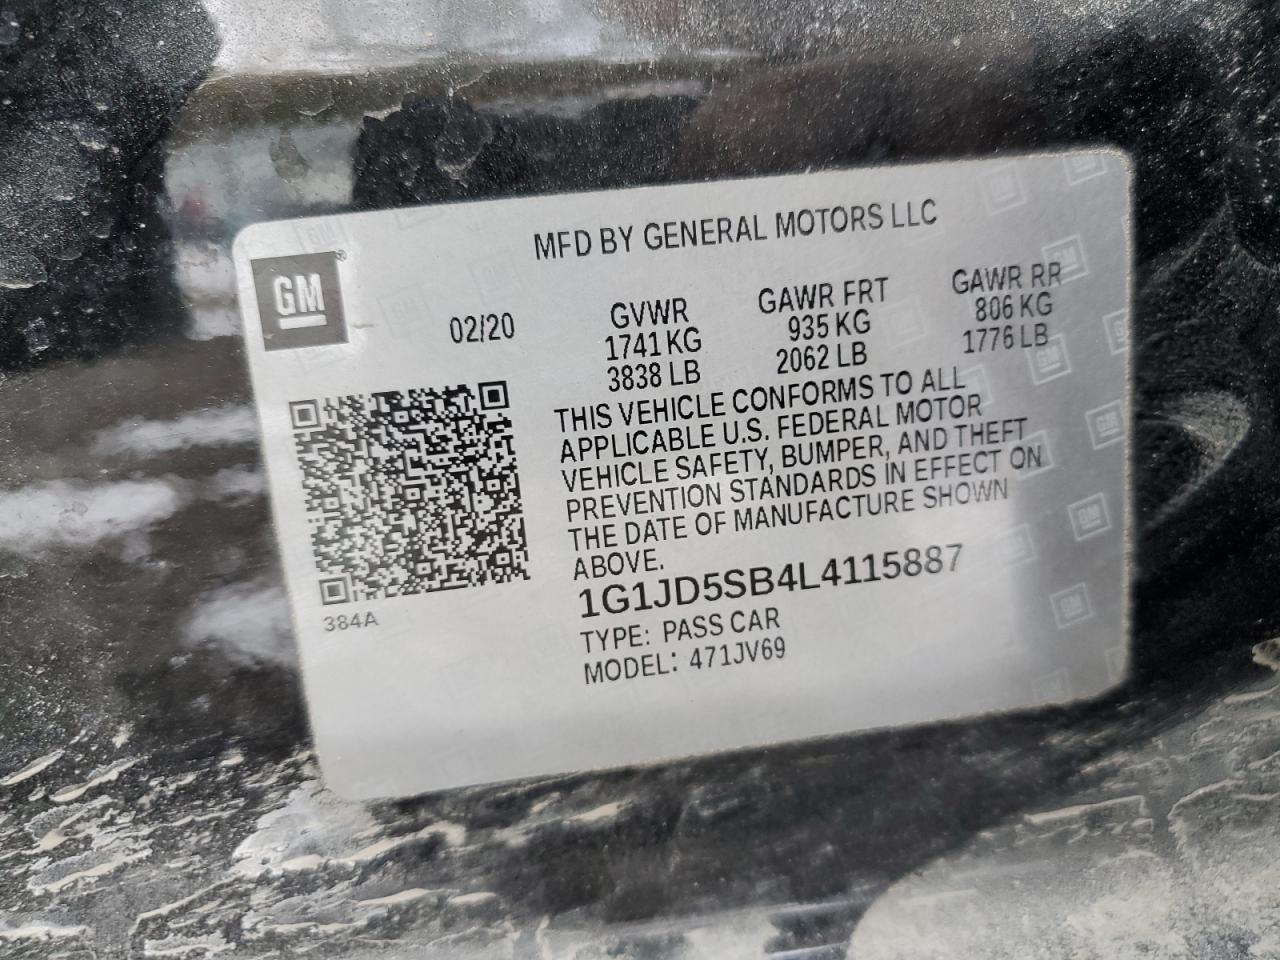 MFD BY GENERAL MOTORS LLC
GM®
02/20
GVWR
1741 KG
3838 LB
GAWR FRT
935 KG
2062 LB
GAWR RR
806 KG
1776 LB
THIS VEHICLE CONFORMS TO ALL
APPLICABLE U.S. FEDERAL MOTOR
VEHICLE SAFETY, BUMPER, AND THEFT
PREVENTION STANDARDS IN EFFECT ON
THE DATE OF MANUFACTURE SHOWN
ABOVE.
1G1JD5SB4L4115887
TYPE: PASS CAR
MODEL: 471JV69
384A